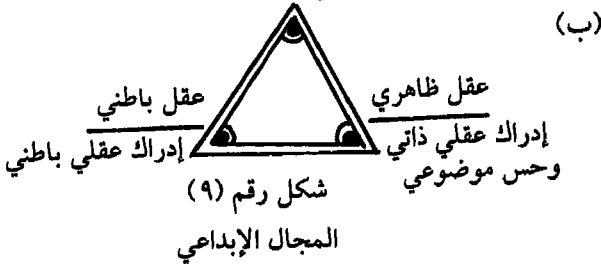 (ب)
عقل ظاهري
إدراك عقلي ذاتي
وحس موضوعي
عقل باطني
إدراك عقلي باطني
شكل رقم (٩)
المجال الإبداعي